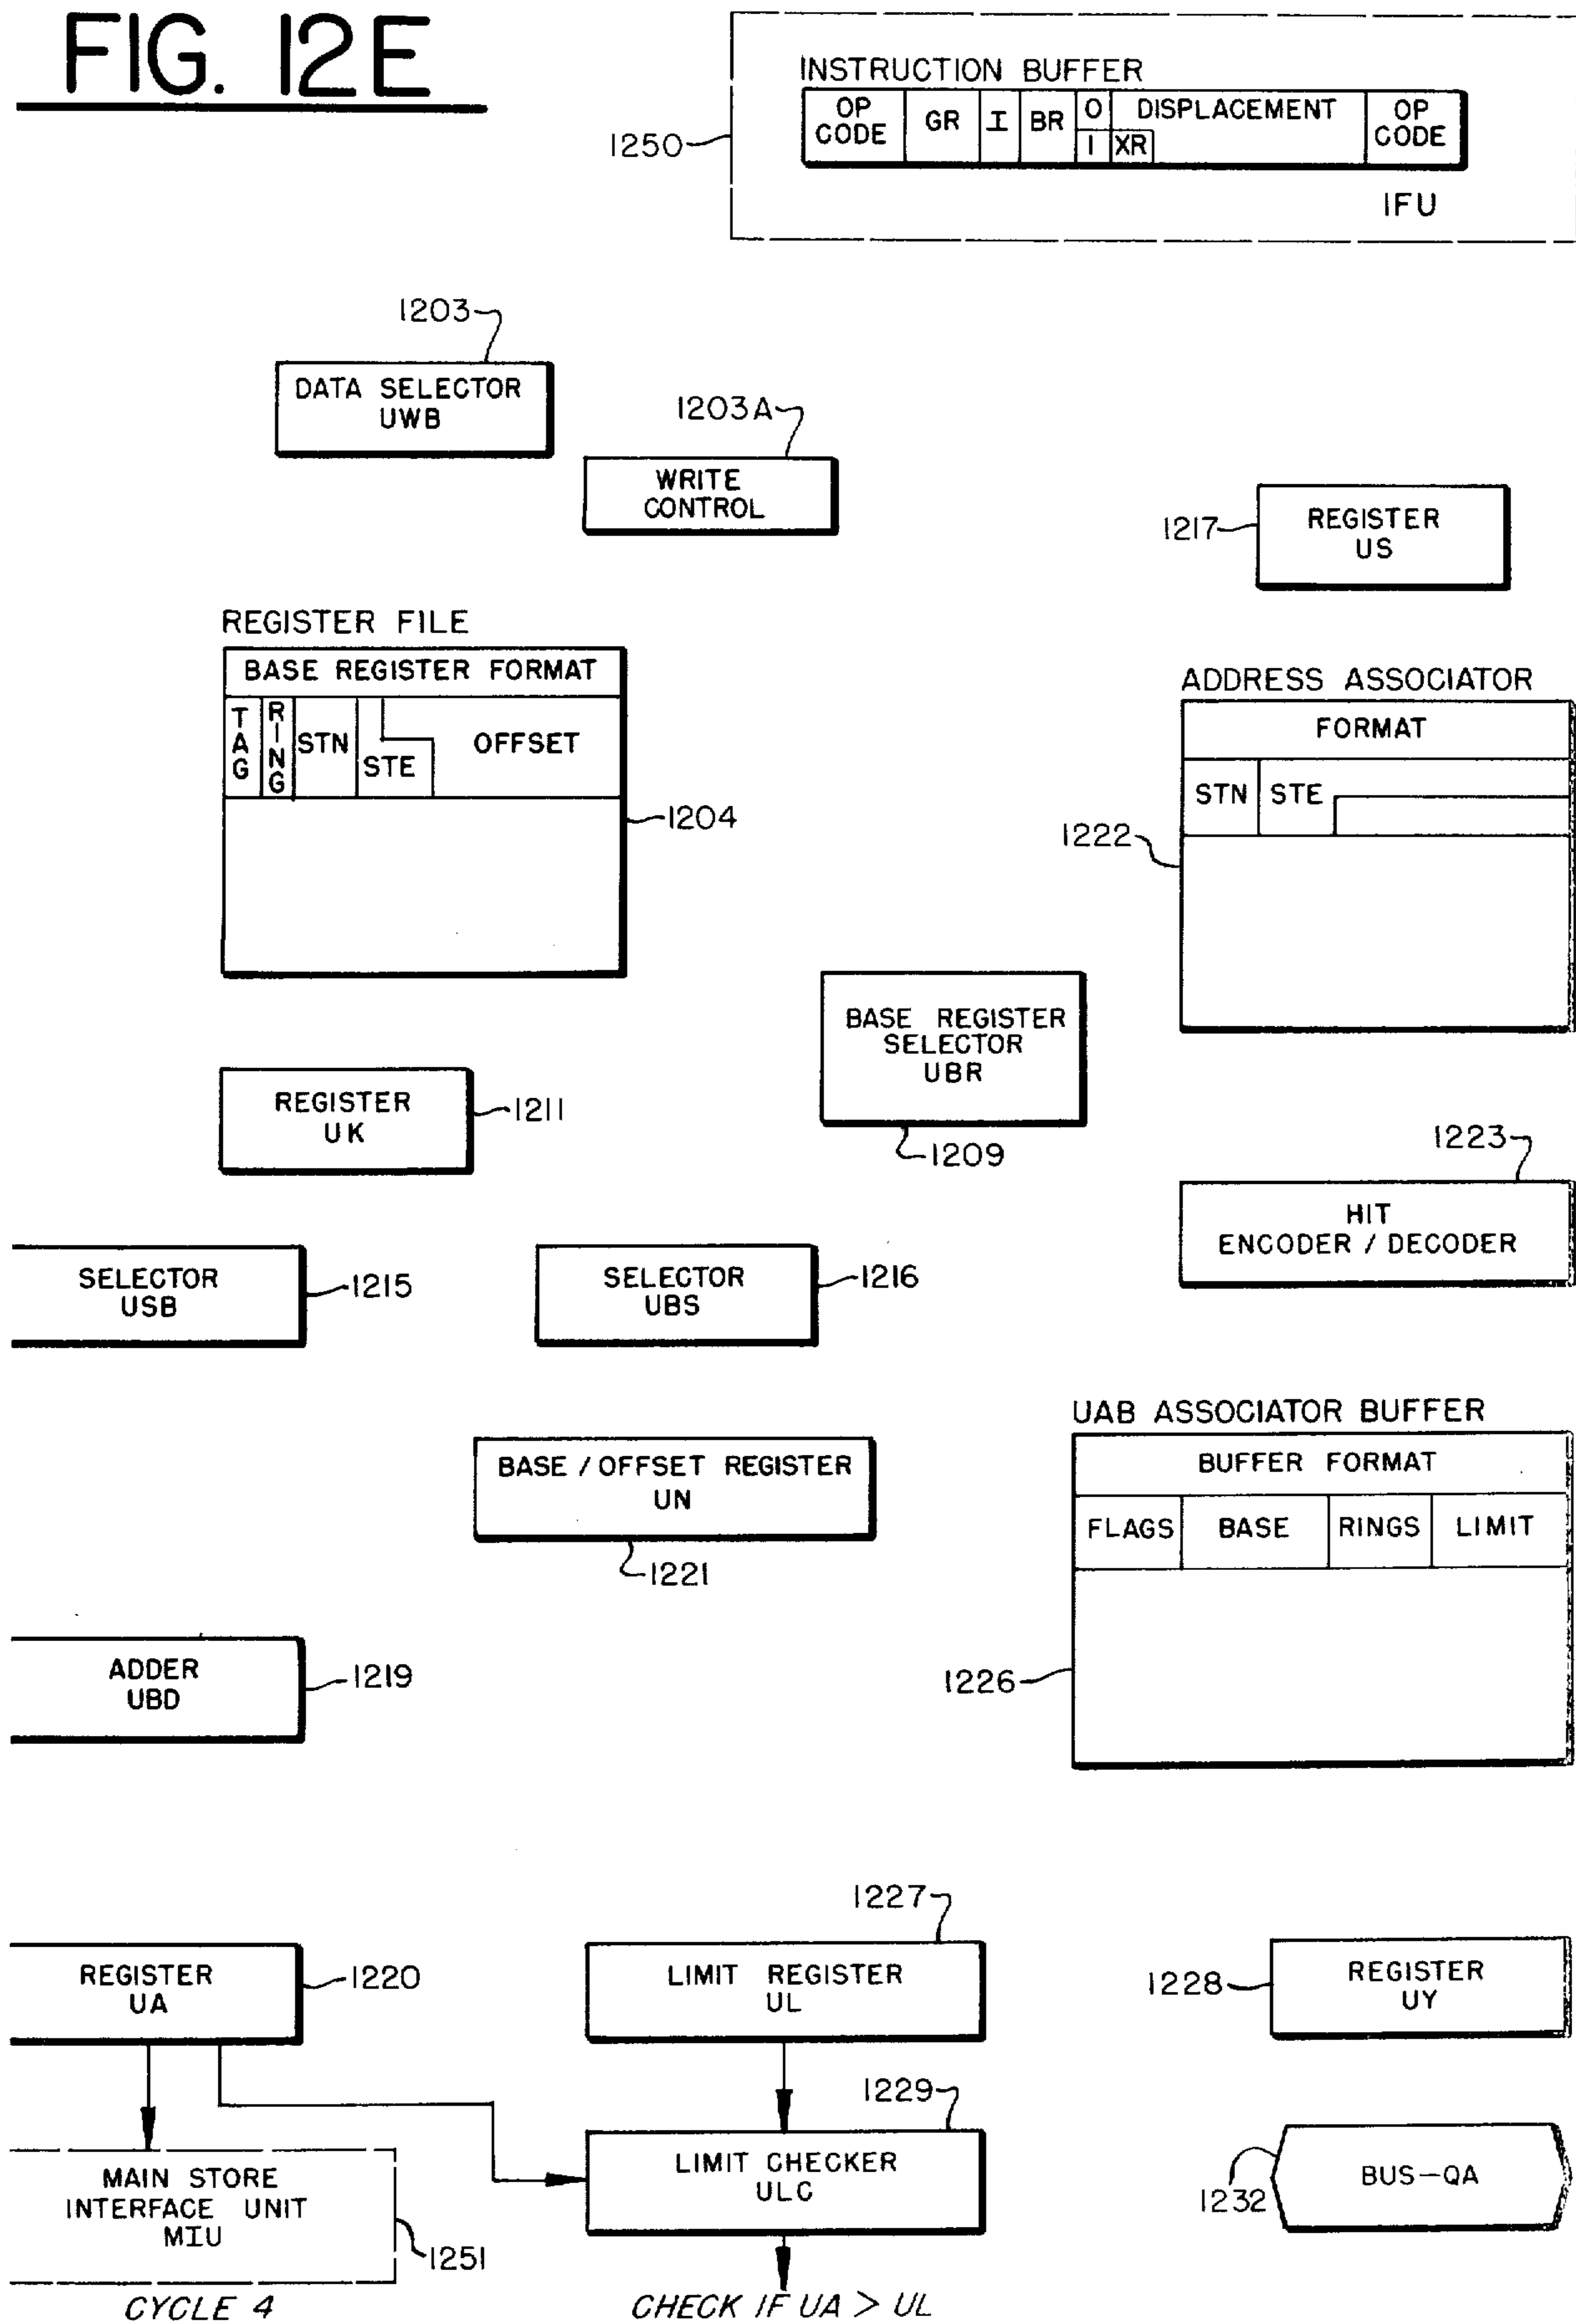 FIG. 12E
INSTRUCTION BUFFER
OP CODE
GR
I
BR
O
I
XR
DISPLACEMENT
OP CODE
1250
IFU
1203
DATA SELECTOR
UWB
1203A
WRITE
CONTROL
1217
REGISTER
US
REGISTER FILE
BASE REGISTER FORMAT
TAG
RING
STN
STE
OFFSET
1204
ADDRESS ASSOCIATOR
FORMAT
STN
STE
1222
BASE REGISTER
SELECTOR
UBR
1209
REGISTER
UK
1211
1223
HIT
ENCODER / DECODER
SELECTOR
USB
1215
SELECTOR
UBS
1216
UAB ASSOCIATOR BUFFER
BUFFER FORMAT
FLAGS
BASE
RINGS
LIMIT
1226
BASE / OFFSET REGISTER
UN
1221
ADDER
UBD
1219
REGISTER
UA
1220
1227
LIMIT REGISTER
UL
1228
REGISTER
UY
1229
LIMIT CHECKER
ULC
1232
BUS-QA
MAIN STORE
INTERFACE UNIT
MIU
1251
CYCLE 4
CHECK IF UA > UL